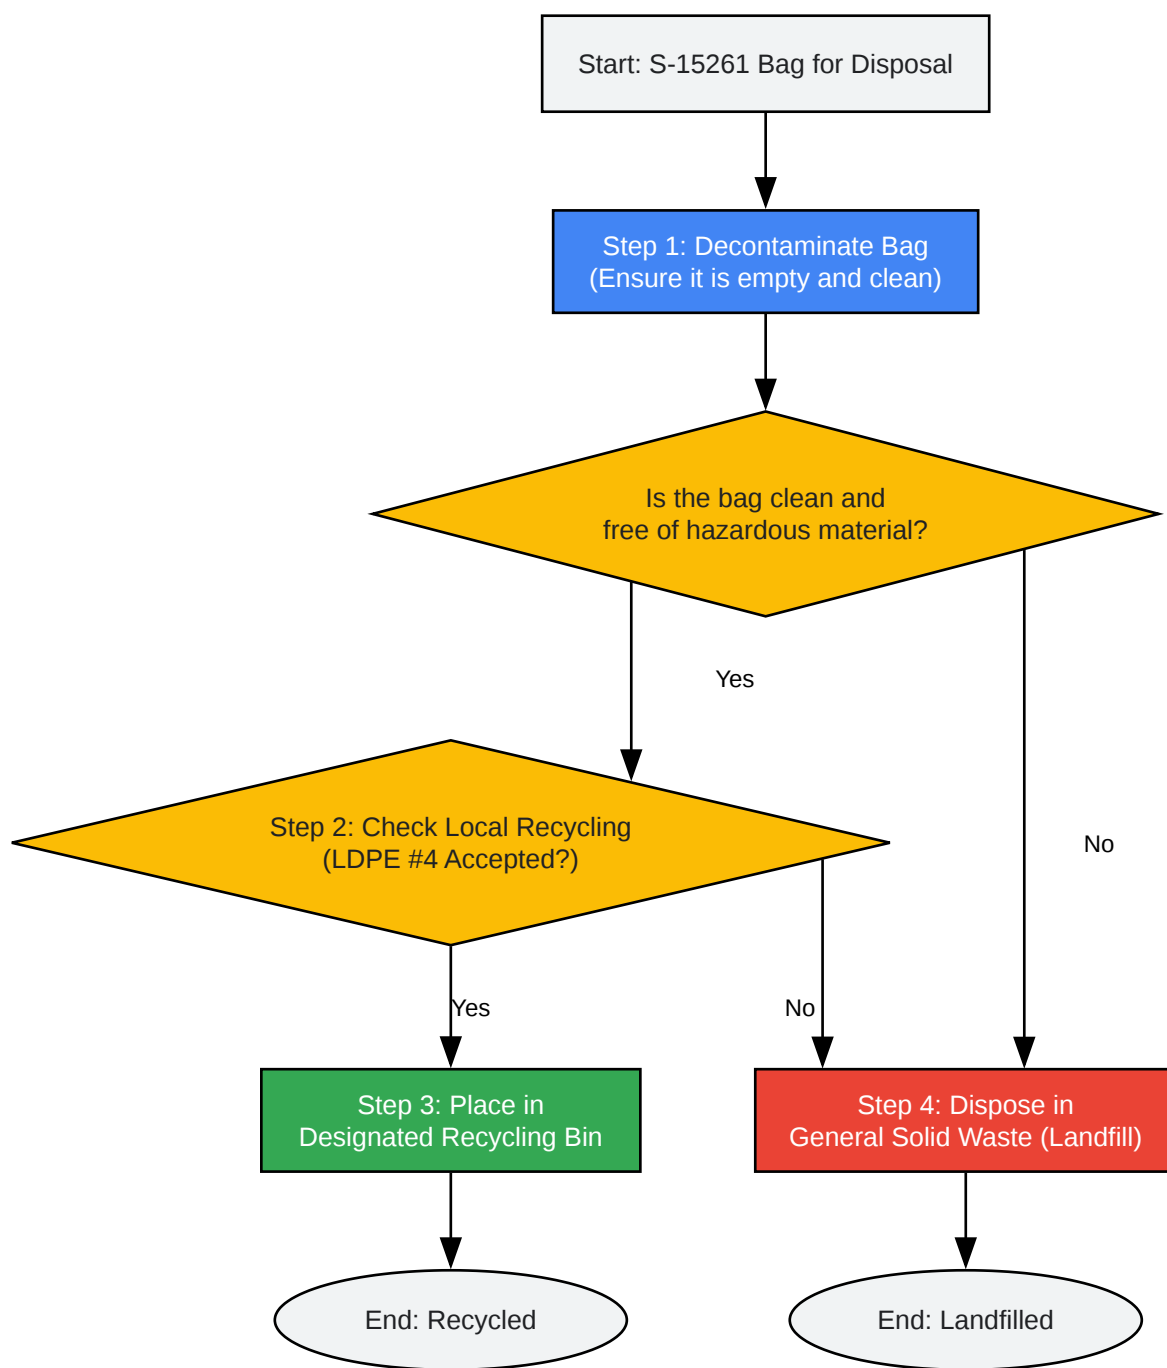 Start: S-15261 Bag for Disposal
Step 1: Decontaminate Bag
(Ensure it is empty and clean)
Is the bag clean and
free of hazardous material?
Yes
Step 2: Check Local Recycling
(LDPE #4 Accepted?)
No
Yes
No
Step 3: Place in
Designated Recycling Bin
Step 4: Dispose in
General Solid Waste (Landfill)
End: Recycled
End: Landfilled